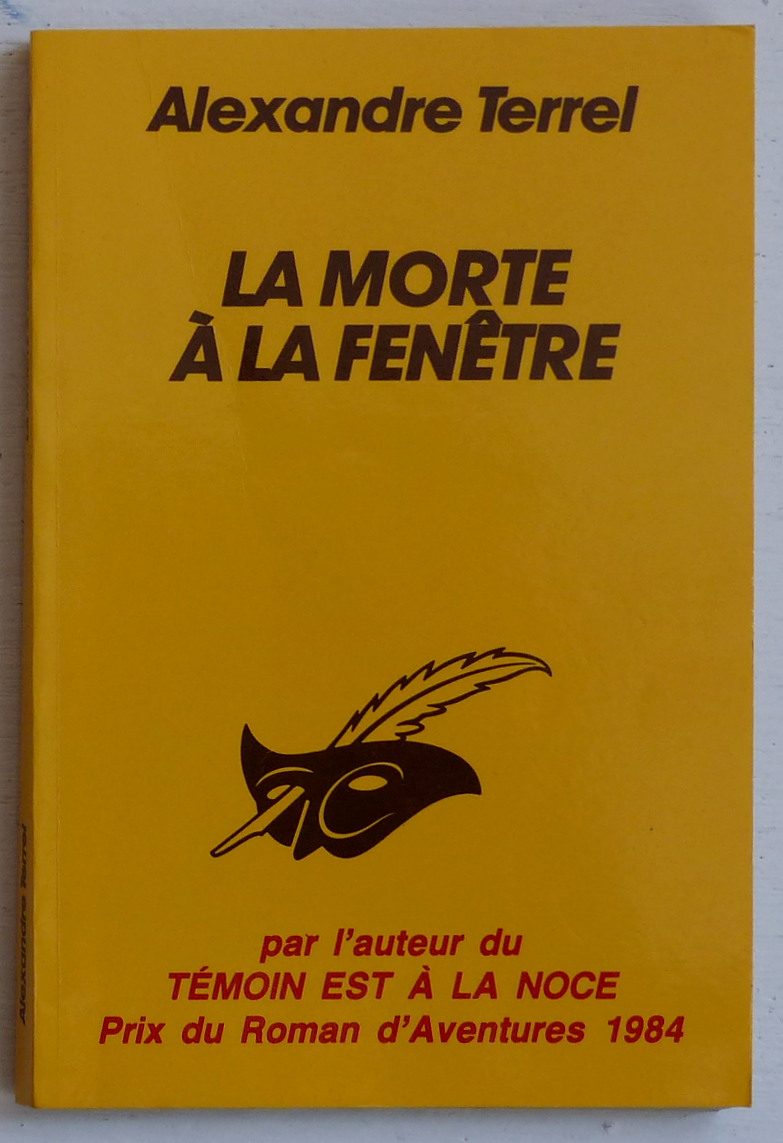 Alexandre Terrel
LA MORTE
À LA FENÊTRE
par l'auteur du
TÉMOIN EST À LA NOCE
Prix du Roman d'Aventures 1984
Alexandre Terrel